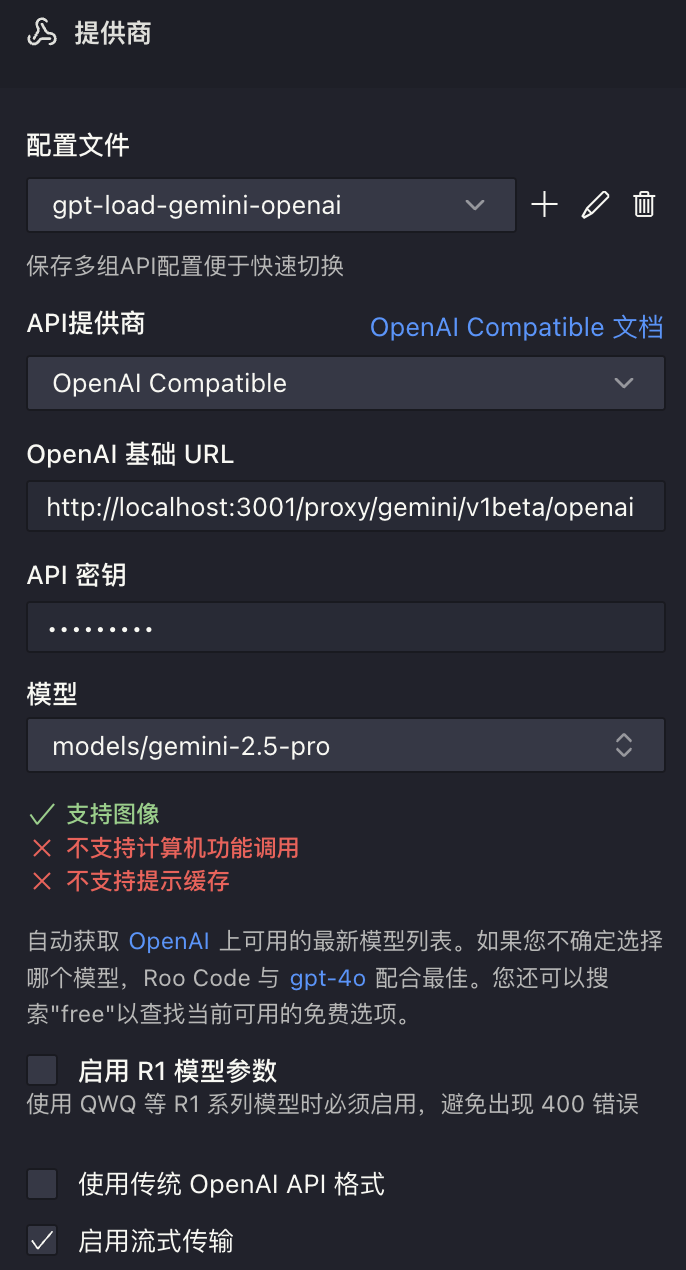 提供商
配置文件
gpt-load-gemini-openai
保存多组API配置便于快速切换
API提供商
OpenAI Compatible 文档
OpenAI Compatible
OpenAI 基础 URL
http://localhost:3001/proxy/gemini/v1beta/openai
API 密钥
•••••••••
模型
models/gemini-2.5-pro
支持图像
不支持计算机功能调用
不支持提示缓存
自动获取 OpenAI 上可用的最新模型列表。如果您不确定选择
哪个模型，Roo Code 与 gpt-4o 配合最佳。您还可以搜
索"free"以查找当前可用的免费选项。
启用 R1 模型参数
使用 QWQ 等 R1 系列模型时必须启用，避免出现 400 错误
使用传统 OpenAI API 格式
启用流式传输